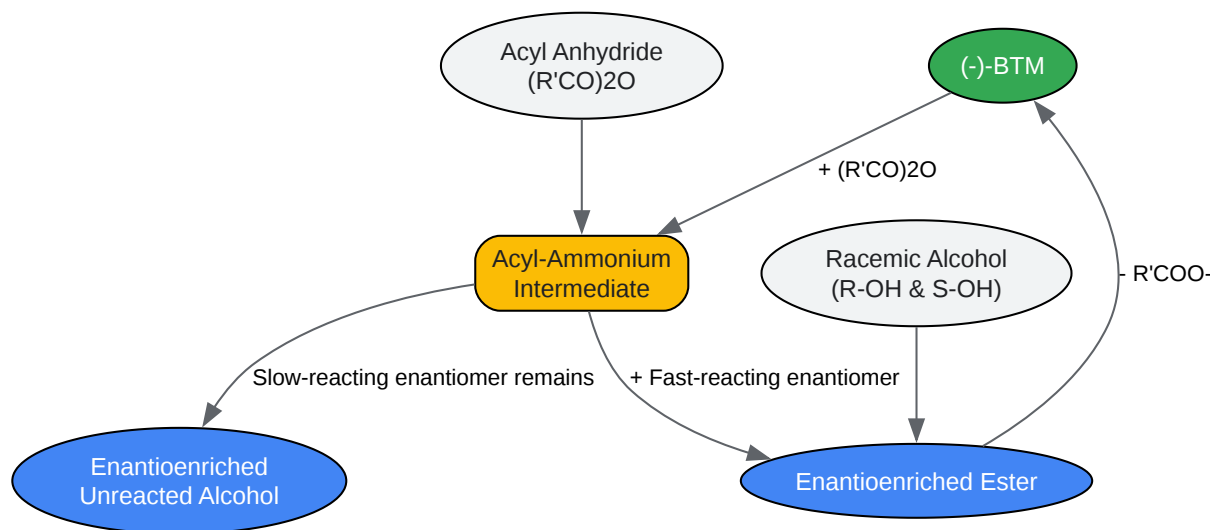 Acyl Anhydride
(R'CO)2O
(-)-BTM
+ (R'CO)2O
Acyl-Ammonium
Intermediate
Racemic Alcohol
(R-OH & S-OH)
- R'COO-
Slow-reacting enantiomer remains
+ Fast-reacting enantiomer
Enantioenriched
Unreacted Alcohol
Enantioenriched Ester